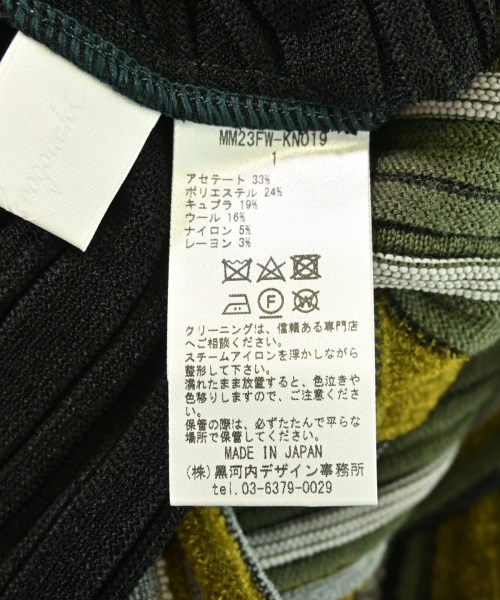 MM23FW-KN019
1
アセテート 33%
ポリエステル 24%
キュプラ 19%
ウール 16%
ナイロン 5%
レーヨン 3%
F W
クリーニングは、信頼ある専門店
へご相談ください。
スチームアイロンを浮かしながら
整形して下さい。
濡れたまま放置すると、色泣きや
色移りしますので、ご注意くださ
い。
保管の際は、必ずたたんで平らな
場所で保管してください。
MADE IN JAPAN
(株)黒河内デザイン事務所
tel.03-6379-0029